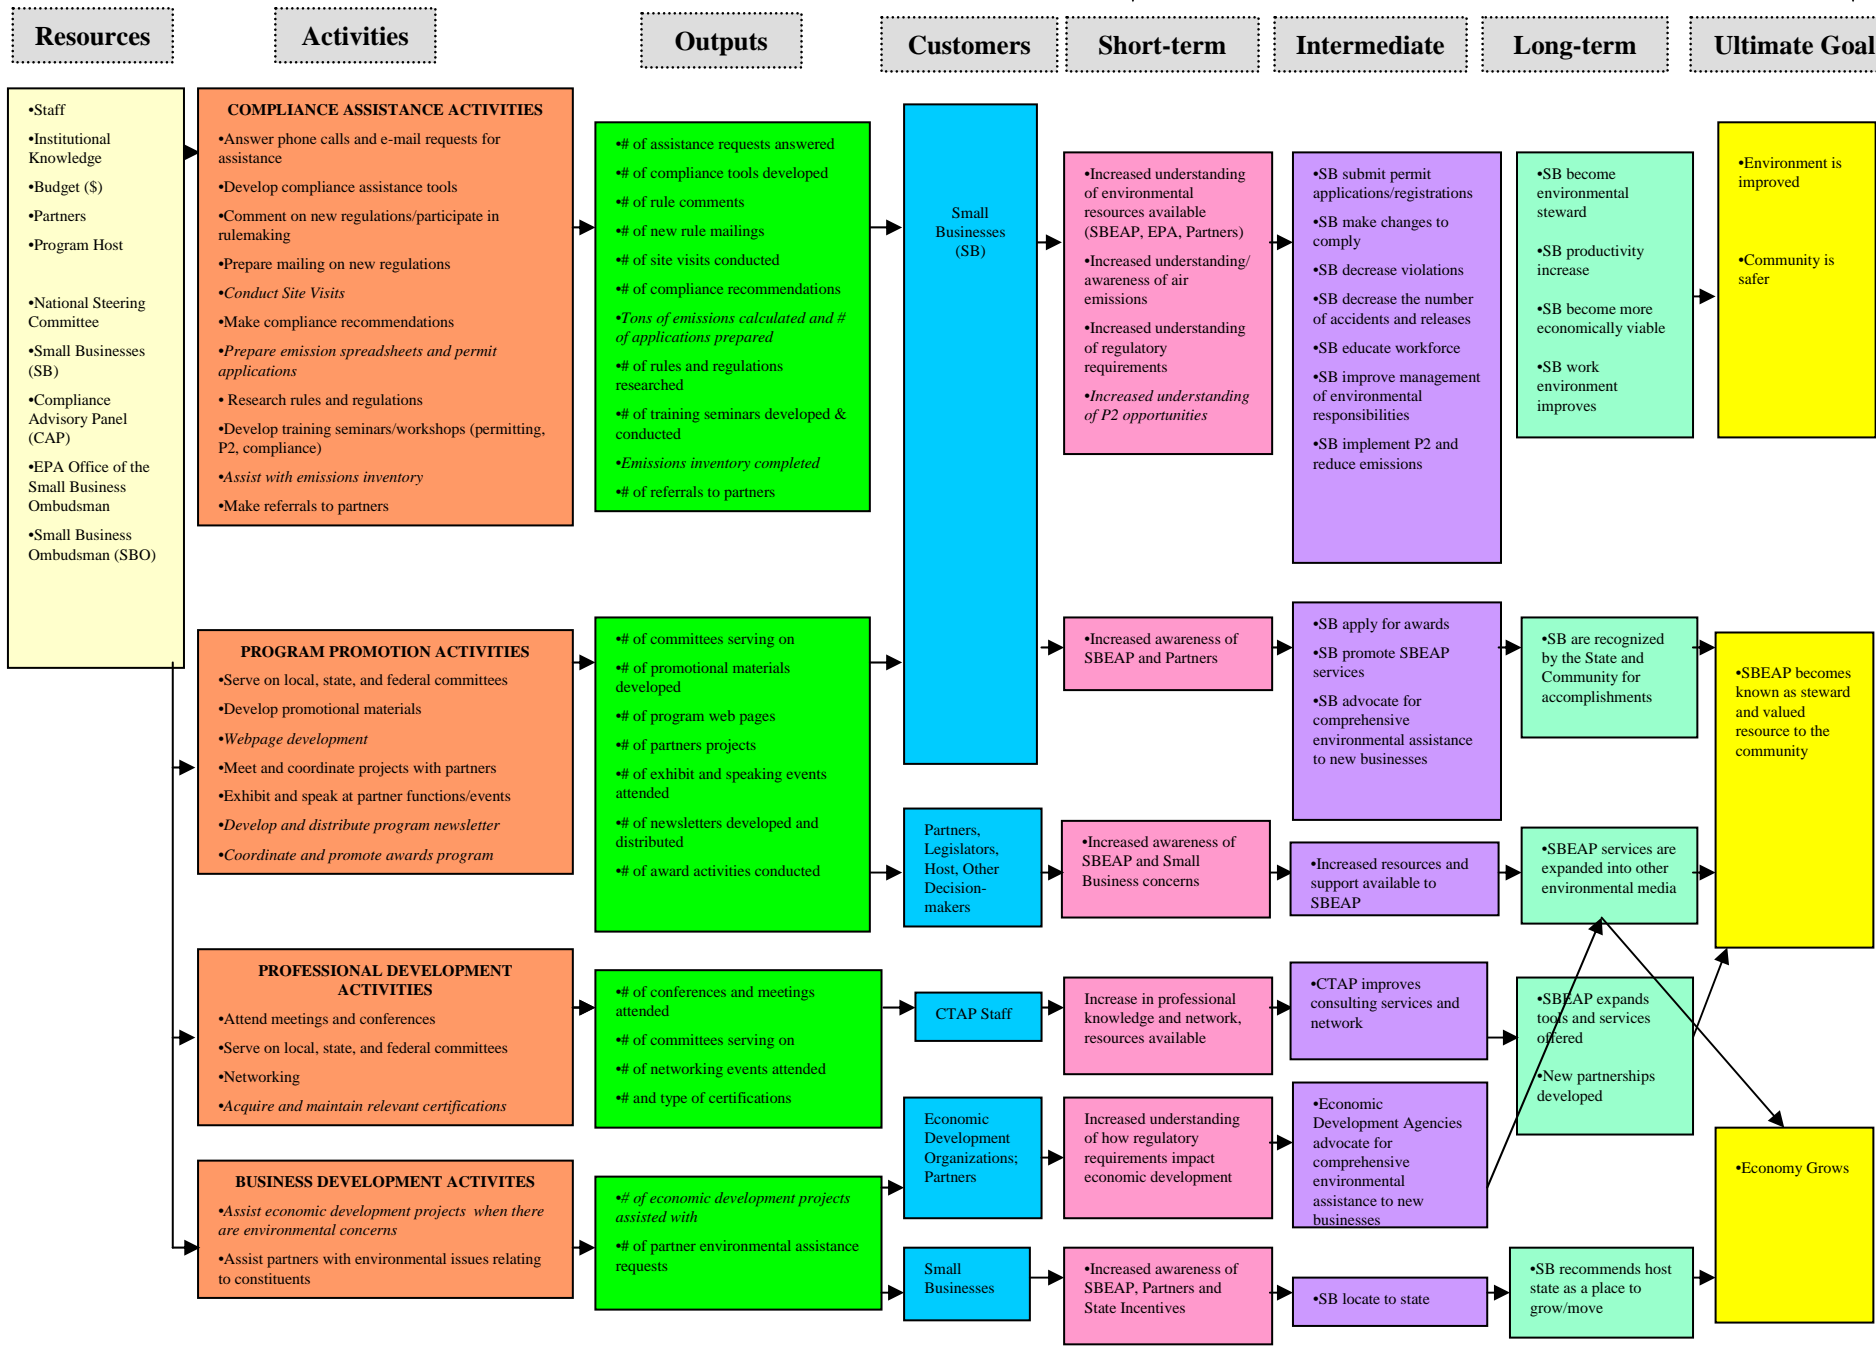 Resources
Activities
Outputs
Customers
Short-term
Intermediate
Long-term
Ultimate Goal
•Staff
•Institutional
Knowledge
•Budget ($)
•Partners
•Program Host
•National Steering
Committee
•Small Businesses
(SB)
•Compliance
Advisory Panel
(CAP)
•EPA Office of the
Small Business
Ombudsman
•Small Business
Ombudsman (SBO)
COMPLIANCE ASSISTANCE ACTIVITIES
•Answer phone calls and e-mail requests for
assistance
•Develop compliance assistance tools
•Comment on new regulations/participate in
rulemaking
•Prepare mailing on new regulations
•Conduct Site Visits
•Make compliance recommendations
•Prepare emission spreadsheets and permit
applications
• Research rules and regulations
•Develop training seminars/workshops (permitting,
P2, compliance)
•Assist with emissions inventory
•Make referrals to partners
•# of assistance requests answered
•# of compliance tools developed
•# of rule comments
•# of new rule mailings
•# of site visits conducted
•# of compliance recommendations
•Tons of emissions calculated and #
of applications prepared
•# of rules and regulations
researched
•# of training seminars developed &
conducted
•Emissions inventory completed
•# of referrals to partners
Small
Businesses
(SB)
•Increased understanding
of environmental
resources available
(SBEAP, EPA, Partners)
•Increased understanding/
awareness of air
emissions
•Increased understanding
of regulatory
requirements
•Increased understanding
of P2 opportunities
•SB submit permit
applications/registrations
•SB make changes to
comply
•SB decrease violations
•SB decrease the number
of accidents and releases
•SB educate workforce
•SB improve management
of environmental
responsibilities
•SB implement P2 and
reduce emissions
•SB become
environmental
steward
•SB productivity
increase
•SB become more
economically viable
•SB work
environment
improves
•Environment is
improved
•Community is
safer
PROGRAM PROMOTION ACTIVITIES
•Serve on local, state, and federal committees
•Develop promotional materials
•Webpage development
•Meet and coordinate projects with partners
•Exhibit and speak at partner functions/events
•Develop and distribute program newsletter
•Coordinate and promote awards program
•# of committees serving on
•# of promotional materials
developed
•# of program web pages
•# of partners projects
•# of exhibit and speaking events
attended
•# of newsletters developed and
distributed
•# of award activities conducted
•Increased awareness of
SBEAP and Partners
•SB apply for awards
•SB promote SBEAP
services
•SB advocate for
comprehensive
environmental assistance
to new businesses
•SB are recognized
by the State and
Community for
accomplishments
•SBEAP becomes
known as steward
and valued
resource to the
community
Partners,
Legislators,
Host, Other
Decision-
makers
•Increased awareness of
SBEAP and Small
Business concerns
•Increased resources and
support available to
SBEAP
•SBEAP services are
expanded into other
environmental media
PROFESSIONAL DEVELOPMENT
ACTIVITIES
•Attend meetings and conferences
•Serve on local, state, and federal committees
•Networking
•Acquire and maintain relevant certifications
•# of conferences and meetings
attended
•# of committees serving on
•# of networking events attended
•# and type of certifications
CTAP Staff
Increase in professional
knowledge and network,
resources available
•CTAP improves
consulting services and
network
•SBEAP expands
tools and services
offered
•New partnerships
developed
BUSINESS DEVELOPMENT ACTIVITES
•Assist economic development projects when there
are environmental concerns
•Assist partners with environmental issues relating
to constituents
•# of economic development projects
assisted with
•# of partner environmental assistance
requests
Economic
Development
Organizations;
Partners
Increased understanding
of how regulatory
requirements impact
economic development
•Economic
Development Agencies
advocate for
comprehensive
environmental
assistance to new
businesses
•Economy Grows
Small
Businesses
•Increased awareness of
SBEAP, Partners and
State Incentives
•SB locate to state
•SB recommends host
state as a place to
grow/move